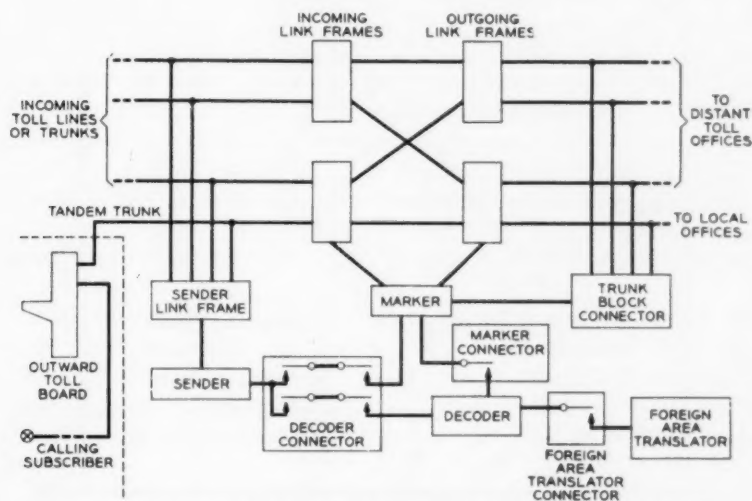 INCOMING
LINK FRAMES
OUTGOING
LINK FRAMES
INCOMING
TOLL LINES
OR TRUNKS
TO
DISTANT
TOLL
OFFICES
TANDEM TRUNK
TO LOCAL
OFFICES
SENDER
LINK FRAME
MARKER
TRUNK
BLOCK
CONNECTOR
MARKER
CONNECTOR
OUTWARD
TOLL
BOARD
SENDER
DECODER
CONNECTOR
DECODER
FOREIGN
AREA
TRANSLATOR
CALLING
SUBSCRIBER
FOREIGN
AREA
TRANSLATOR
CONNECTOR